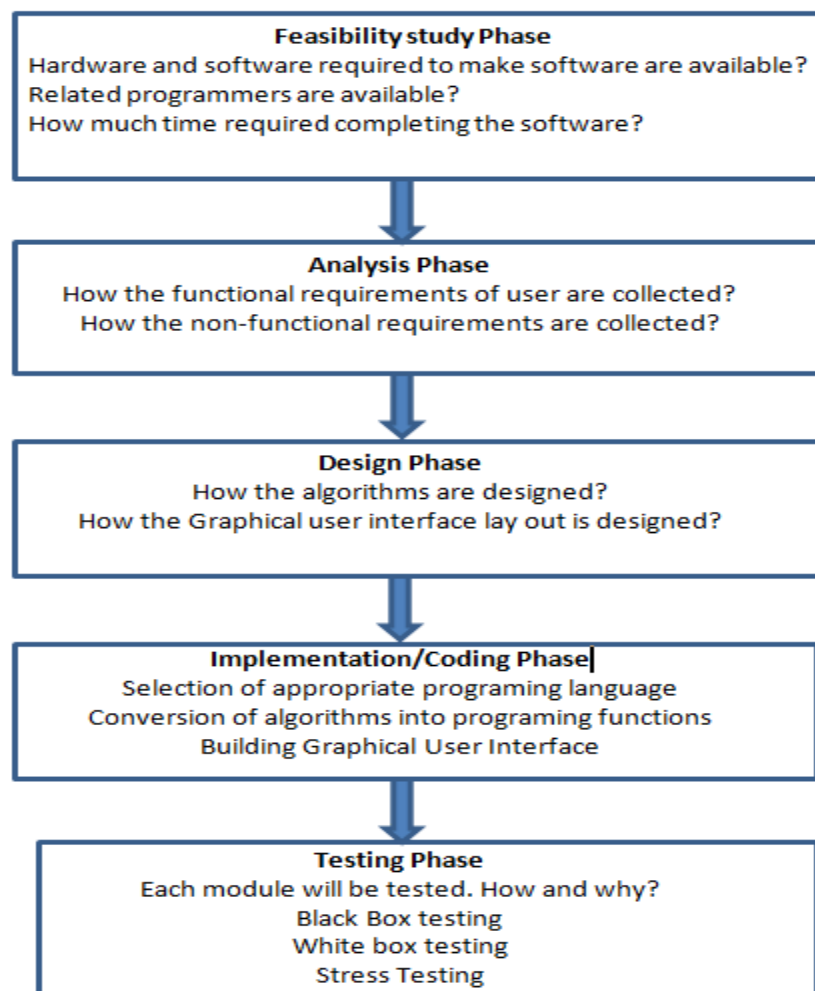 Feasibility study Phase
Hardware and software required to make software are available?
Related programmers are available?
How much time required completing the software?
Analysis Phase
How the functional requirements of user are collected?
How the non-functional requirements are collected?
Design Phase
How the algorithms are designed?
How the Graphical user interface lay out is designed?
Implementation/Coding Phase
Selection of appropriate programing language
Conversion of algorithms into programing functions
Building Graphical User Interface
Testing Phase
Each module will be tested. How and why?
Black Box testing
White box testing
Stress Testing